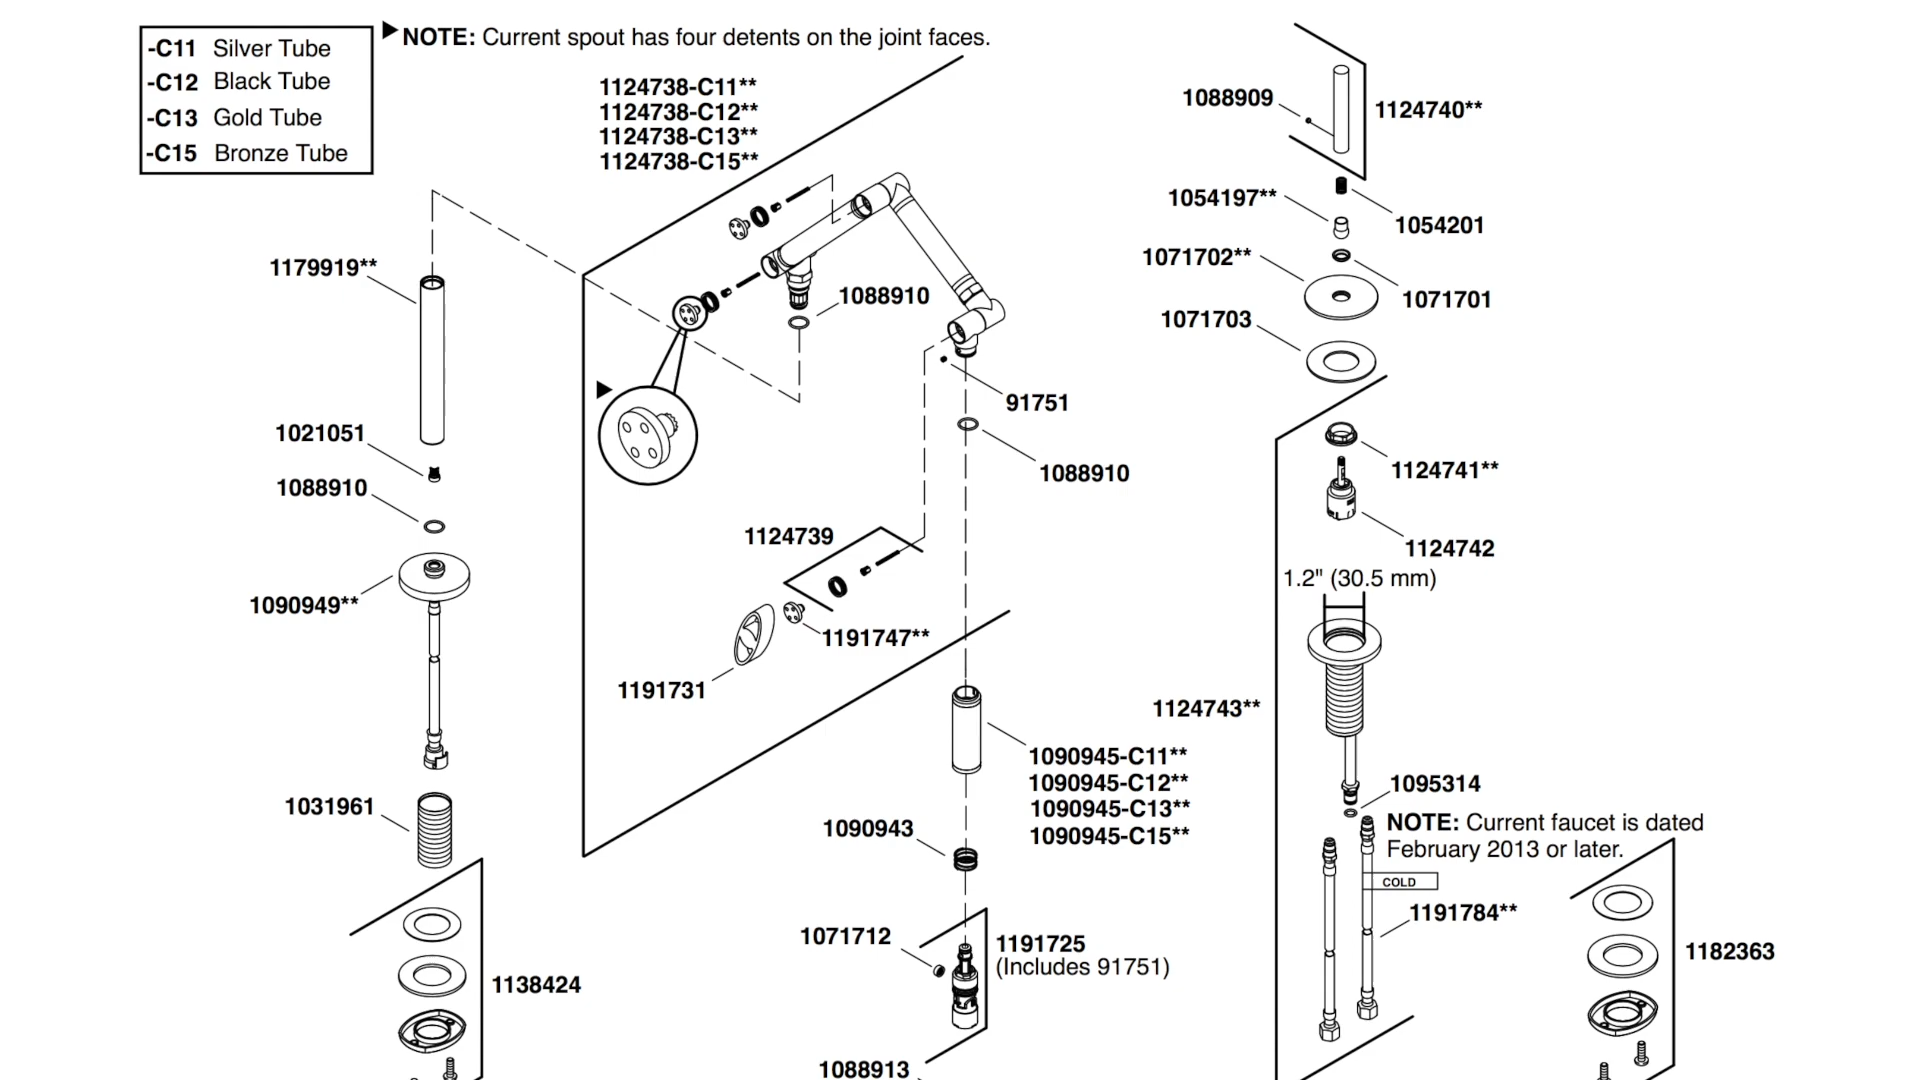 -C11 Silver Tube
-C12 Black Tube
-C13 Gold Tube
-C15 Bronze Tube
NOTE: Current spout has four detents on the joint faces.
1124738-C11**
1124738-C12**
1124738-C13**
1124738-C15**
1179919**
1021051
1088910
1090949**
1031961
1138424
1088910
91751
1088910
1124739
1191747**
1191731
1090945-C11**
1090945-C12**
1090945-C13**
1090945-C15**
1090943
1071712
1191725
(Includes 91751)
1088913
1088909
1124740**
1054197**
1054201
1071702**
1071701
1071703
1124741**
1124742
1.2" (30.5 mm)
1124743**
1095314
NOTE: Current faucet is dated
February 2013 or later.
COLD
1191784**
1182363